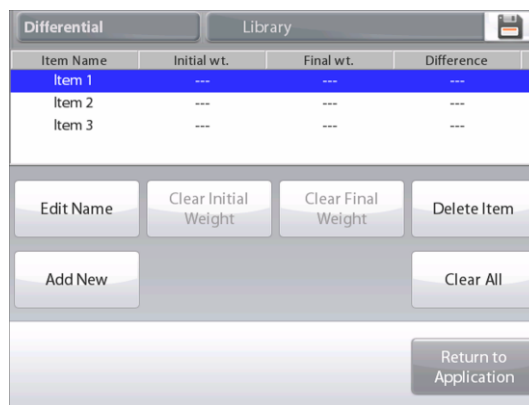 Differential Library
Item Name Initial wt. Final wt. Difference
Item 1 --- --- ---
Item 2 --- --- ---
Item 3 --- --- ---
Edit Name Clear Initial Weight Clear Final Weight Delete Item
Add New Clear All
Return to
Application